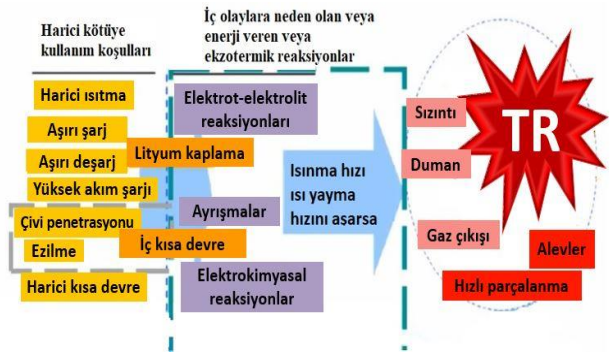 Harici kötüye
kullanım koşulları
İç olaylara neden olan veya
enerji veren veya
ekzotermik reaksiyonlar
Harici ısıtma
Aşırı şarj
Aşırı deşarj
Yüksek akım şarjı
Çivi penetrasyonu
Ezilme
Harici kısa devre
Elektrot-elektrolit
reaksiyonları
Lityum kaplama
Ayrışmalar
İç kısa devre
Elektrokimyasal
reaksiyonlar
Isınma hızı
ısı yayma
hızını aşarsa
Sızıntı
TR
Duman
Gaz çıkışı
Alevler
Hızlı parçalanma